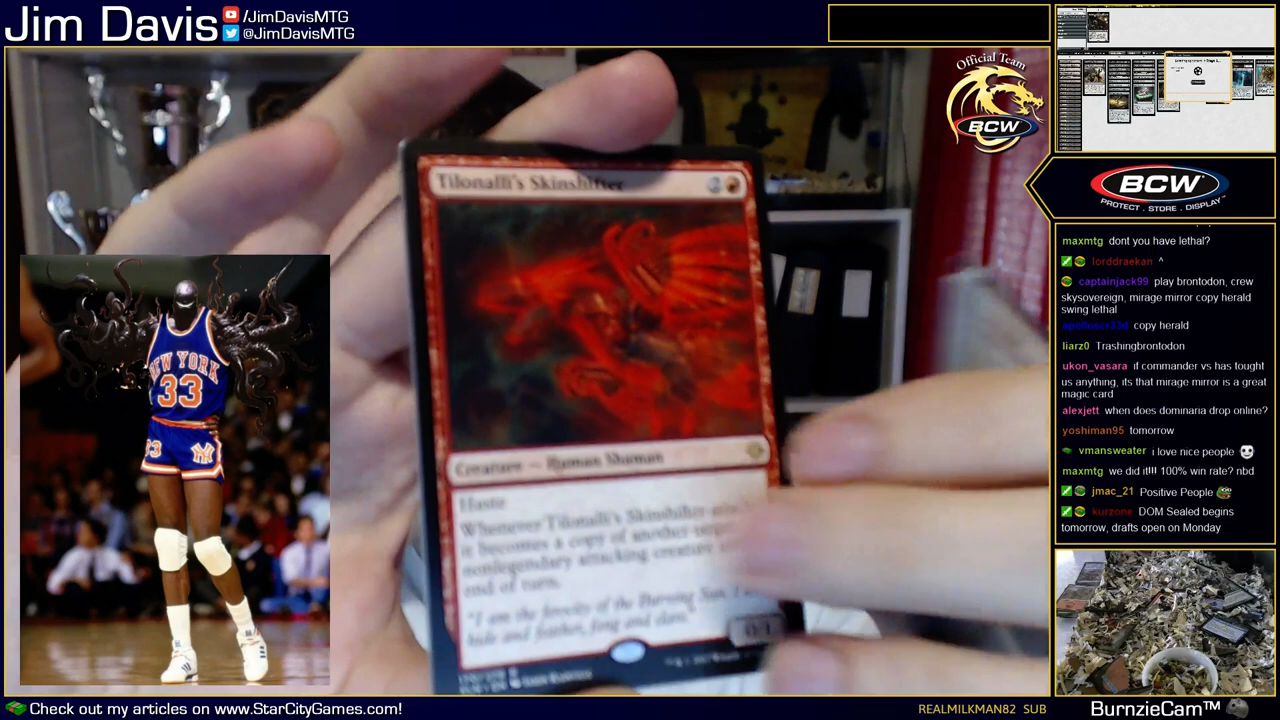 Jim Davis
/JimDavisMTG
@JimDavisMTG
Official Team
BCW
BCW
PROTECT . STORE . DISPLAY
Tilonalli's Skinshifter
2
Creature — Human Shaman
Haste
Whenever Tilonalli's Skinshifter
it becomes a copy of another
nonlegendary attacking creature
end of turn.
"I am the ferocity of the Burning Sun,
hide and feather, fang and claw."
0/1
NEW YORK
33
33
NY
maxmtg dont you have lethal?
lorddraekan ^
captainjack99 play brontodon, crew
skysovereign, mirage mirror copy herald
swing lethal
copy herald
liarz0 Trashingbrontodon
ukon_vasara if commander vs has tought
us anything, its that mirage mirror is a great
magic card
alexjett when does dominaria drop online?
yoshiman95 tomorrow
vmansweater i love nice people
maxmtg we did it!!! 100% win rate? nbd
jmac_21 Positive People
kurzone DOM Sealed begins
tomorrow, drafts open on Monday
Check out my articles on www.StarCityGames.com!
REALMILKMAN82 SUB
BurnzieCam™